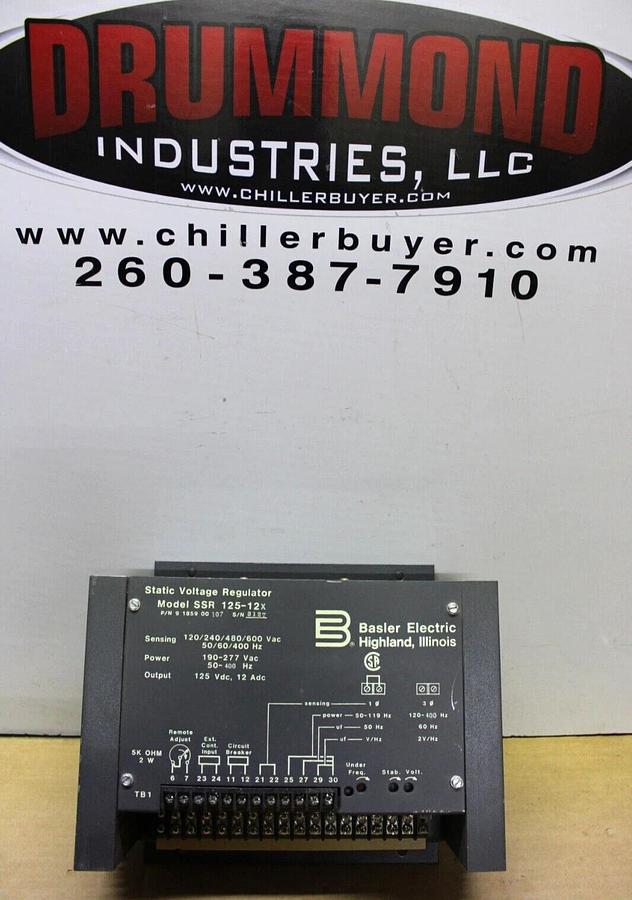 DRUMMOND
INDUSTRIES, LLC
WWW.CHILLERBUYER.COM
www.chillerbuyer.com
260-387-7910
Static Voltage Regulator
Model SSR 125-12X
P/N 9 1859 00 107 S/N
Basler Electric
Highland, Illinois
Sensing 120/240/480/600 Vac
50/60/400 Hz
Power 190-277 Vac
50-400 Hz
Output 125 Vdc, 12 Adc
sensing 1 Ø 3 Ø
power 50-119 Hz 120-400 Hz
uf 50 Hz 60 Hz
uf V/Hz 2V/Hz
Remote
Adjust
5K OHM
2 W
Ext.
Cont.
Input
Circuit
Breaker
6 7 23 24 11 12 21 22 25 27 29 30
Under
Freq.
Stab. Volt.
TB1